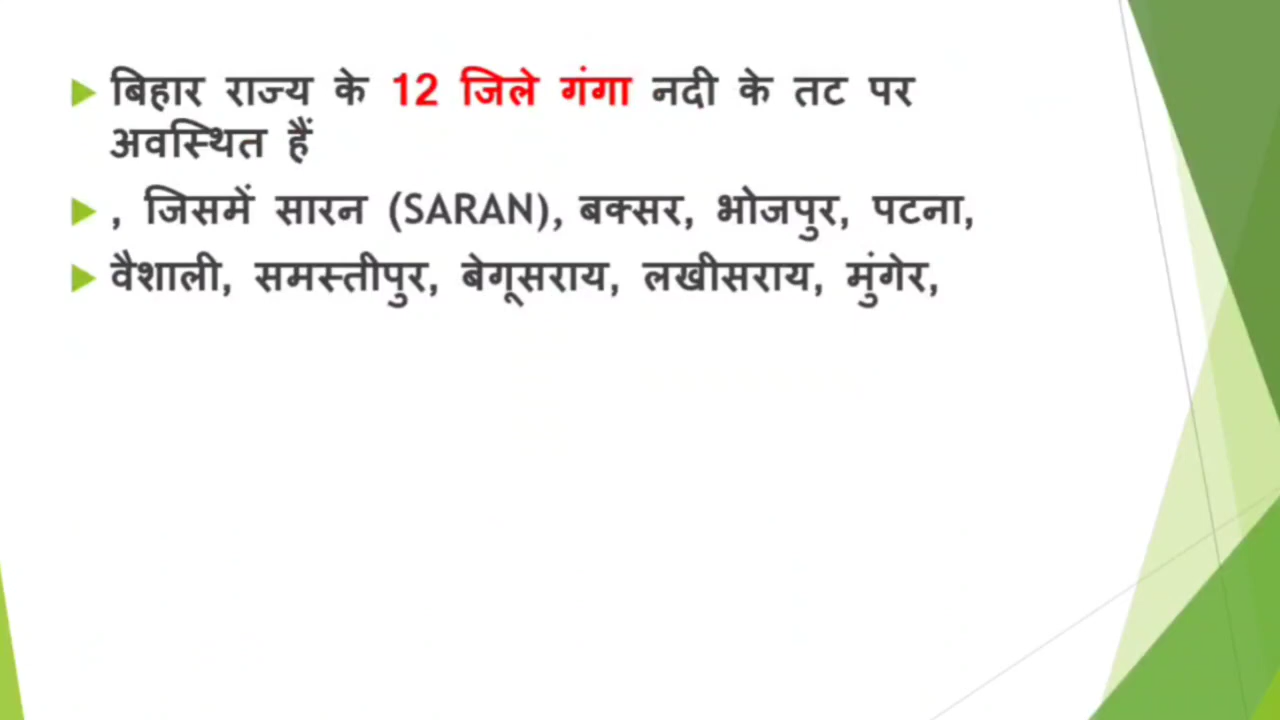 बिहार राज्य के 12 जिले गंगा नदी के तट पर
अवस्थित हैं
, जिसमें सारन (SARAN), बक्सर, भोजपुर, पटना,
वैशाली, समस्तीपुर, बेगूसराय, लखीसराय, मुंगेर,